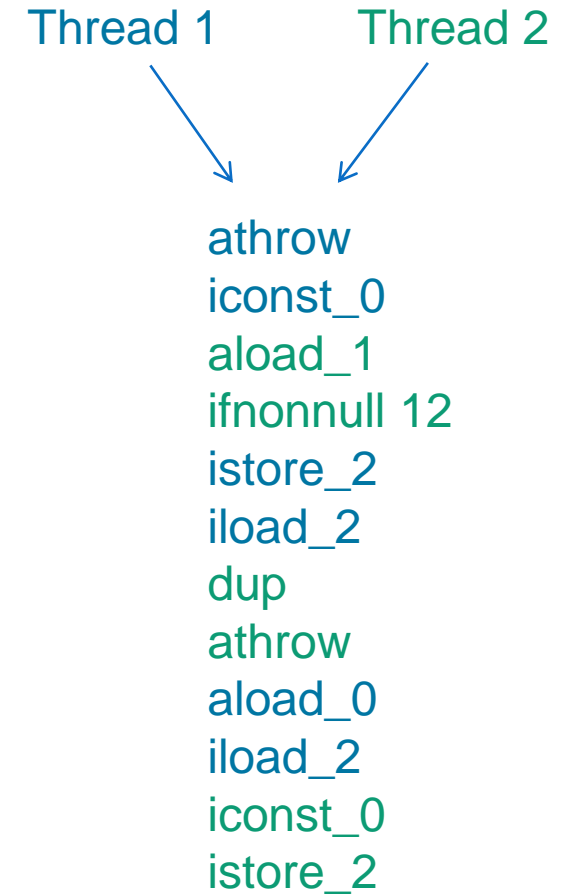 Thread 1 Thread 2
athrow
iconst_0
aload_1
ifnonnull 12
istore_2
iload_2
dup
athrow
aload_0
iload_2
iconst_0
istore_2